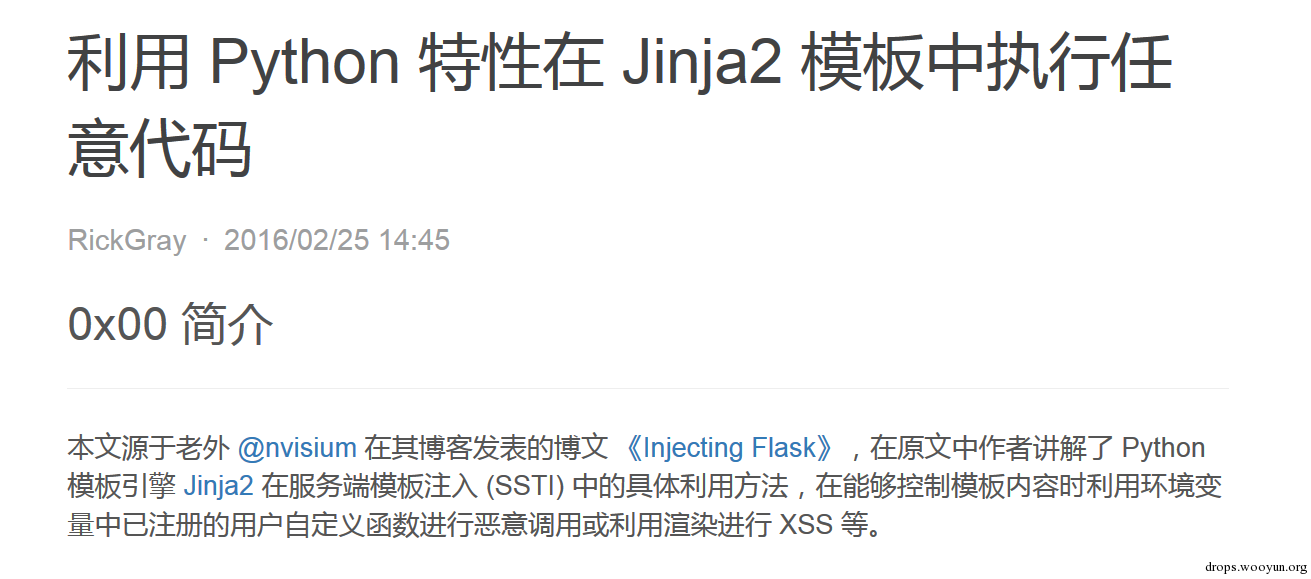 利用 Python 特性在 Jinja2 模板中执行任
意代码
RickGray · 2016/02/25 14:45
0x00 简介
本文源于老外 @nvisium 在其博客发表的博文 《Injecting Flask》，在原文中作者讲解了 Python
模板引擎 Jinja2 在服务端模板注入 (SSTI) 中的具体利用方法，在能够控制模板内容时利用环境变
量中已注册的用户自定义函数进行恶意调用或利用渲染进行 XSS 等。
drops.wooyun.org